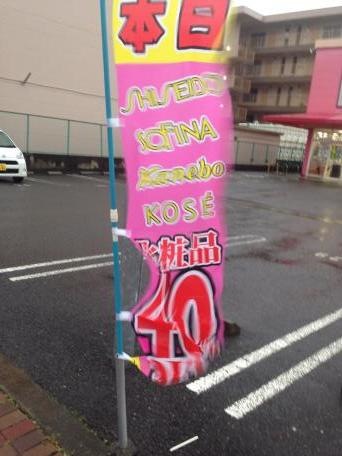 本日
SHISEIDO
SOFINA
Kanebo
KOSÉ
化粧品